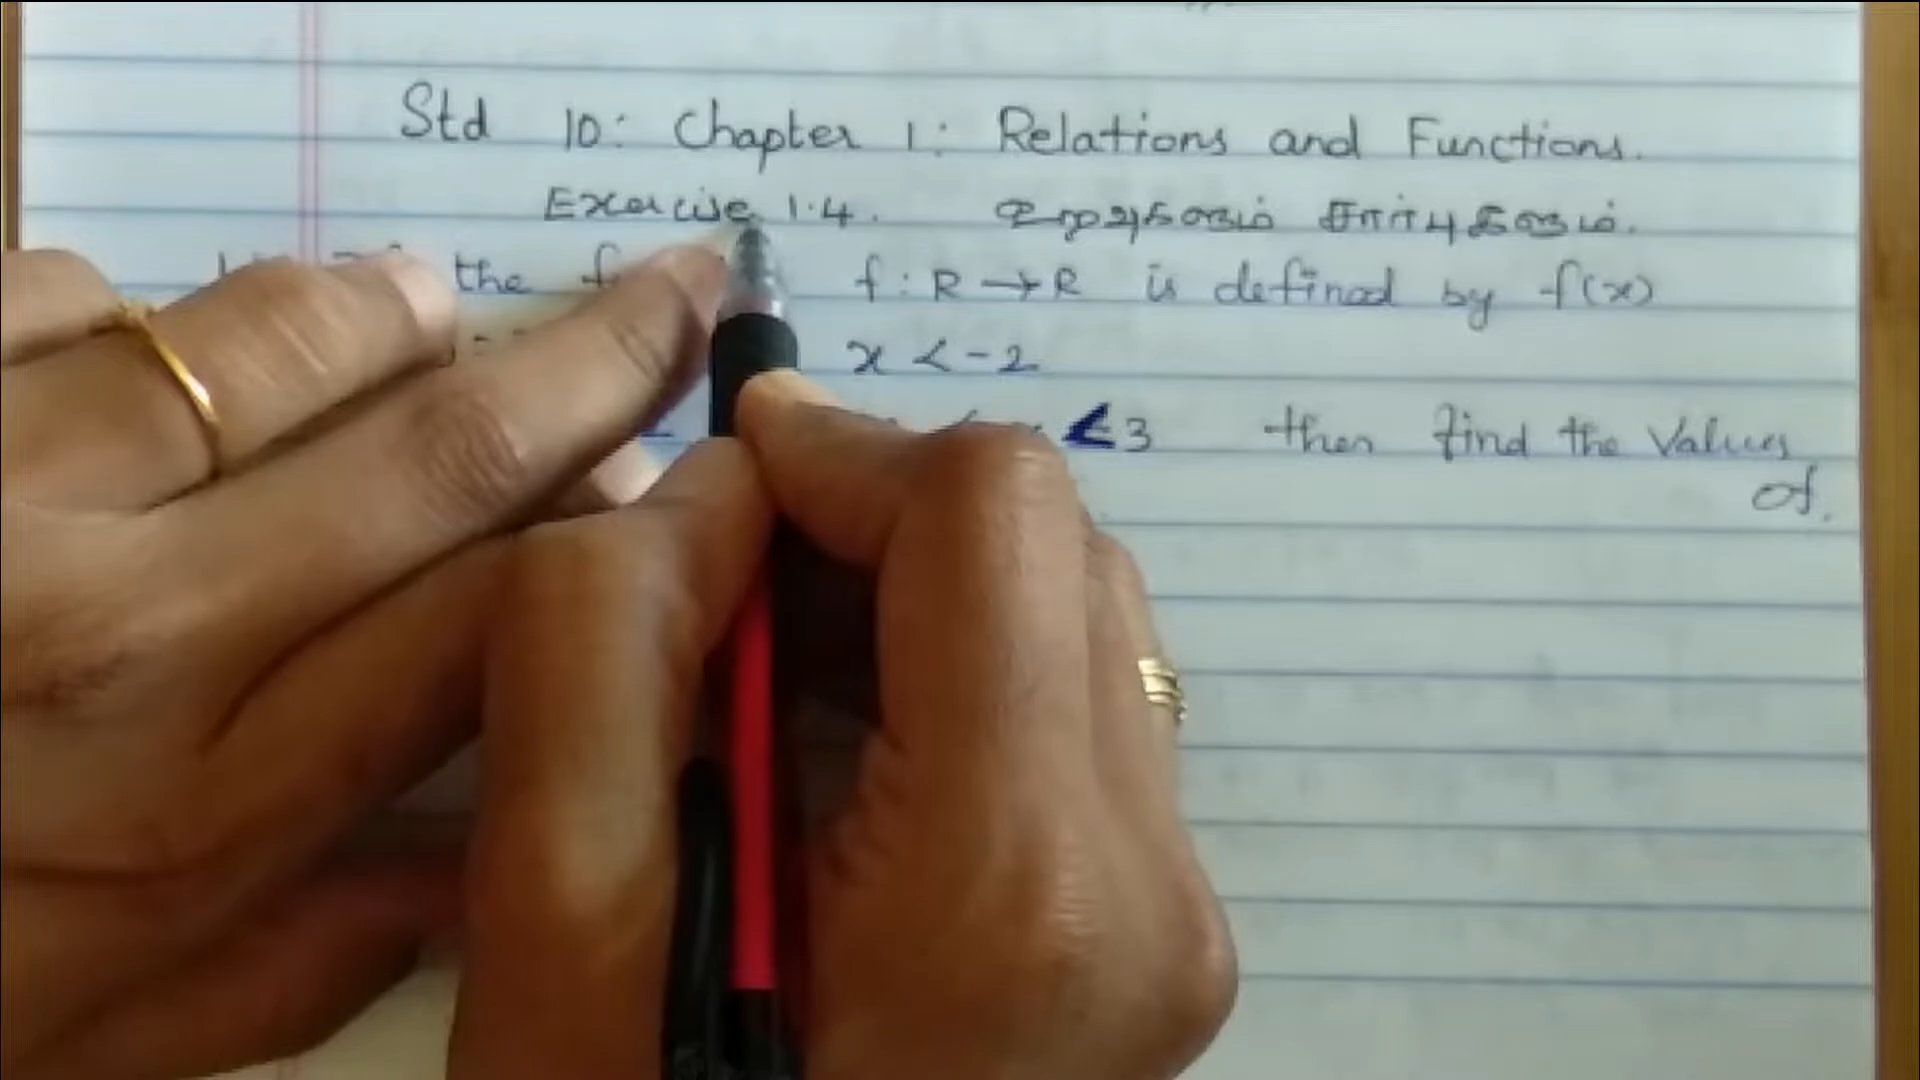 Std 10: Chapter 1: Relations and Functions.
Exercise 1.4. உறவுகளும் சார்புகளும்.
the f : R → R is defined by f(x)
x < -2
< 3 then find the values
of.